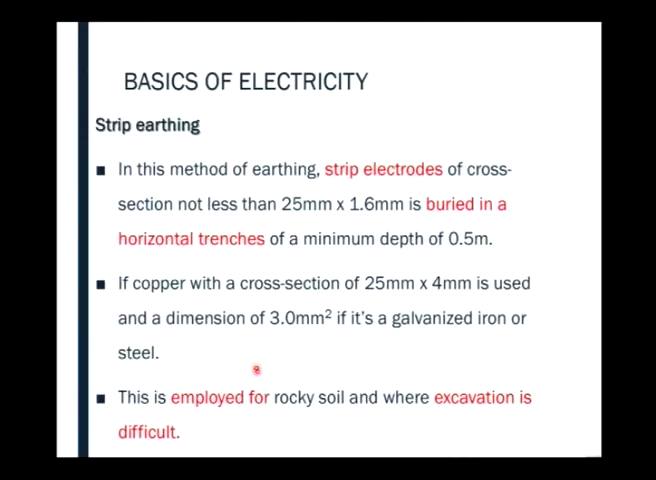 BASICS OF ELECTRICITY
Strip earthing
■ In this method of earthing, strip electrodes of cross-
section not less than 25mm x 1.6mm is buried in a
horizontal trenches of a minimum depth of 0.5m.
■ If copper with a cross-section of 25mm x 4mm is used
and a dimension of 3.0mm² if it's a galvanized iron or
steel.
■ This is employed for rocky soil and where excavation is
difficult.